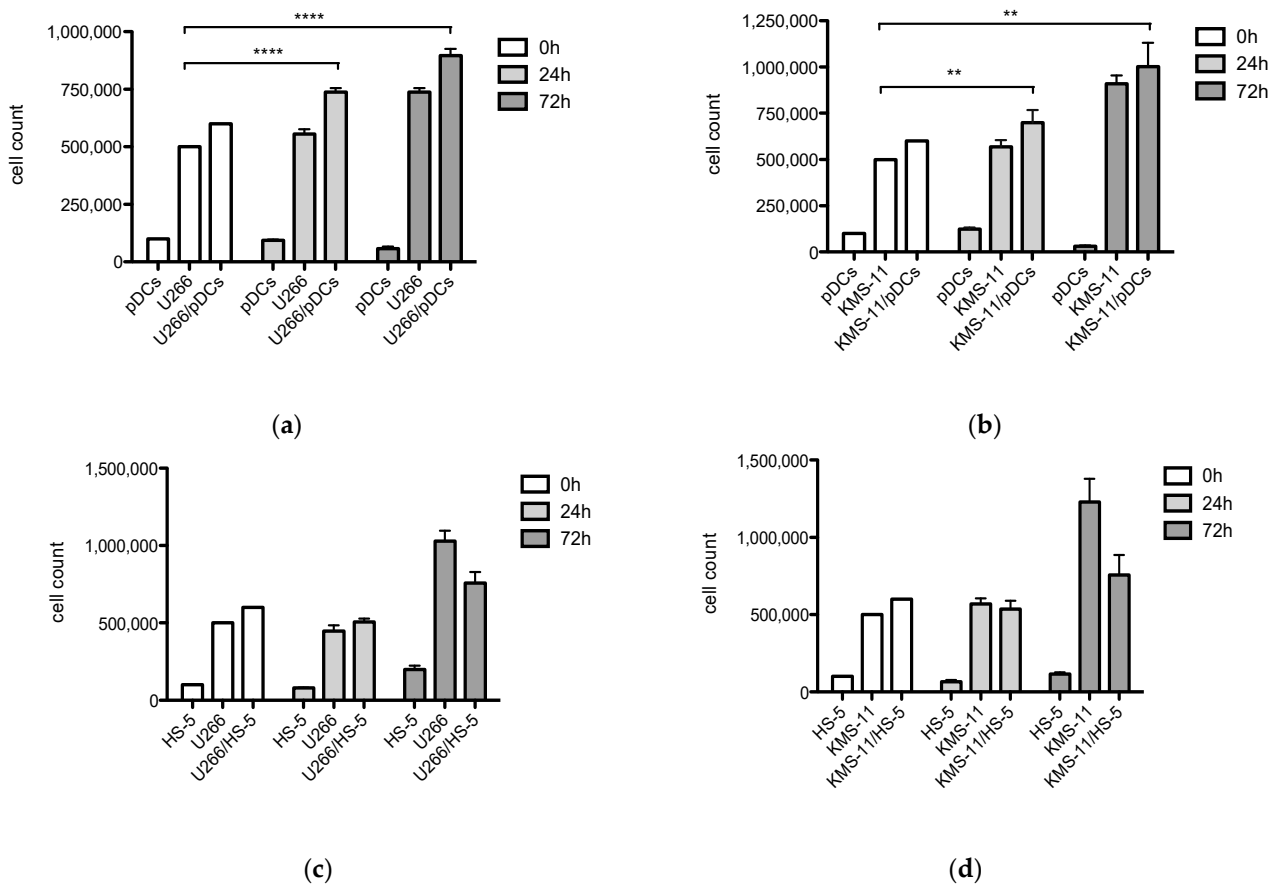 ****
****
1,000,000
750,000
500,000
250,000
0
cell count
0h
24h
72h
pDCs
U266
U266/pDCs
pDCs
U266
U266/pDCs
pDCs
U266
U266/pDCs
(a)
**
**
1,250,000
1,000,000
750,000
500,000
250,000
0
cell count
0h
24h
72h
pDCs
KMS-11
KMS-11/pDCs
pDCs
KMS-11
KMS-11/pDCs
pDCs
KMS-11
KMS-11/pDCs
(b)
1,500,000
1,000,000
500,000
0
cell count
0h
24h
72h
HS-5
U266
U266/HS-5
HS-5
U266
U266/HS-5
HS-5
U266
U266/HS-5
(c)
1,500,000
1,000,000
500,000
0
cell count
0h
24h
72h
HS-5
KMS-11
KMS-11/HS-5
HS-5
KMS-11
KMS-11/HS-5
HS-5
KMS-11
KMS-11/HS-5
(d)